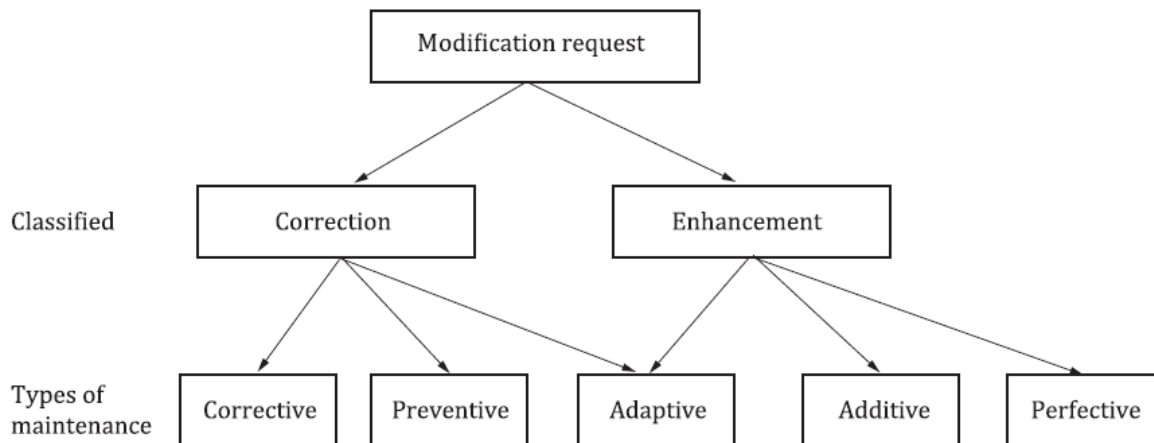 Modification request
Classified
Correction
Enhancement
Types of
maintenance
Corrective
Preventive
Adaptive
Additive
Perfective